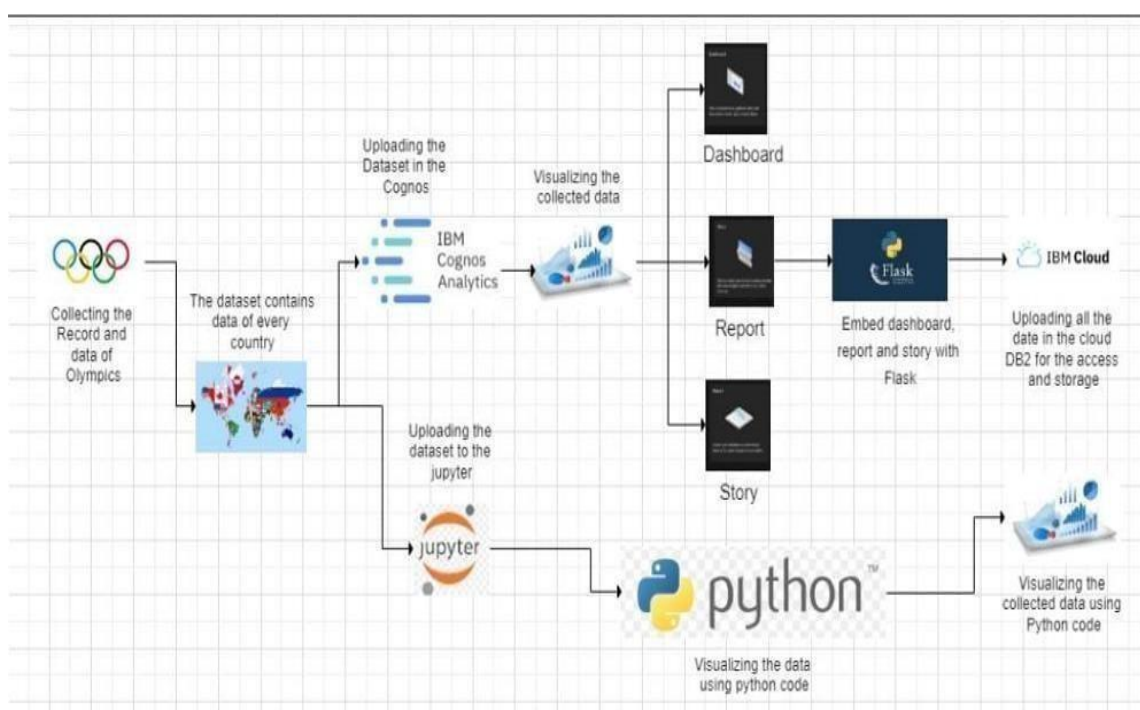 Dashboard
Uploading the
Dataset in the
Cognos
IBM
Cognos
Analytics
Visualizing the
collected data
Collecting the
Record and
data of
Olympics
The dataset contains
data of every
country
Report
Flask
Embed dashboard,
report and story with
Flask
IBM Cloud
Uploading all the
date in the cloud
DB2 for the access
and storage
Story
Uploading the
dataset to the
jupyter
jupyter
python™
Visualizing the data
using python code
Visualizing the
collected data using
Python code